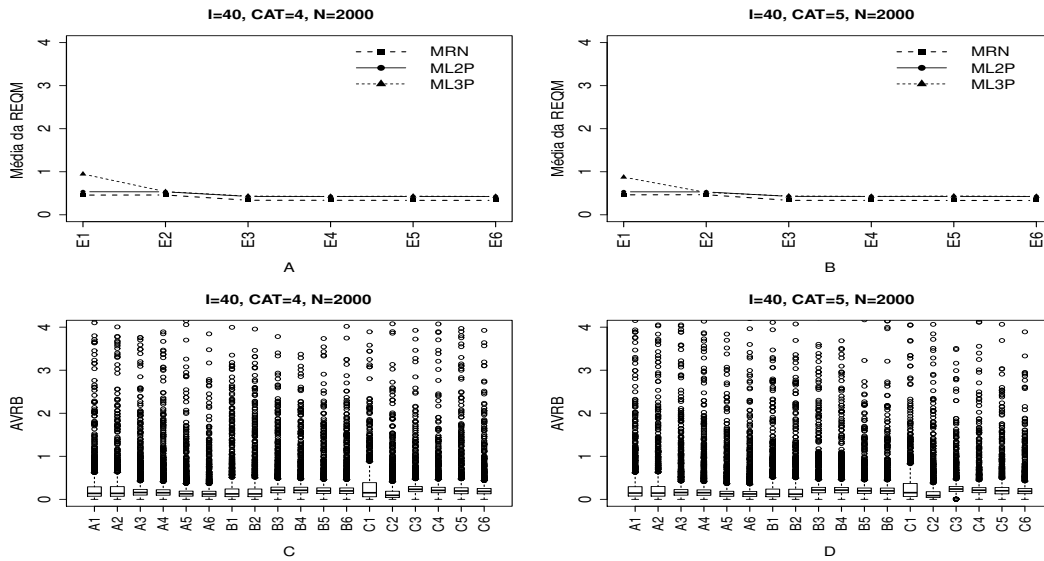 I=40, CAT=4, N=2000
Média da REQM
4
3
2
1
0
MRN
ML2P
ML3P
E1 E2 E3 E4 E5 E6
A
I=40, CAT=5, N=2000
Média da REQM
4
3
2
1
0
MRN
ML2P
ML3P
E1 E2 E3 E4 E5 E6
B
I=40, CAT=4, N=2000
AVRB
4
3
2
1
0
A1 A2 A3 A4 A5 A6 B1 B2 B3 B4 B5 B6 C1 C2 C3 C4 C5 C6
C
I=40, CAT=5, N=2000
AVRB
4
3
2
1
0
A1 A2 A3 A4 A5 A6 B1 B2 B3 B4 B5 B6 C1 C2 C3 C4 C5 C6
D